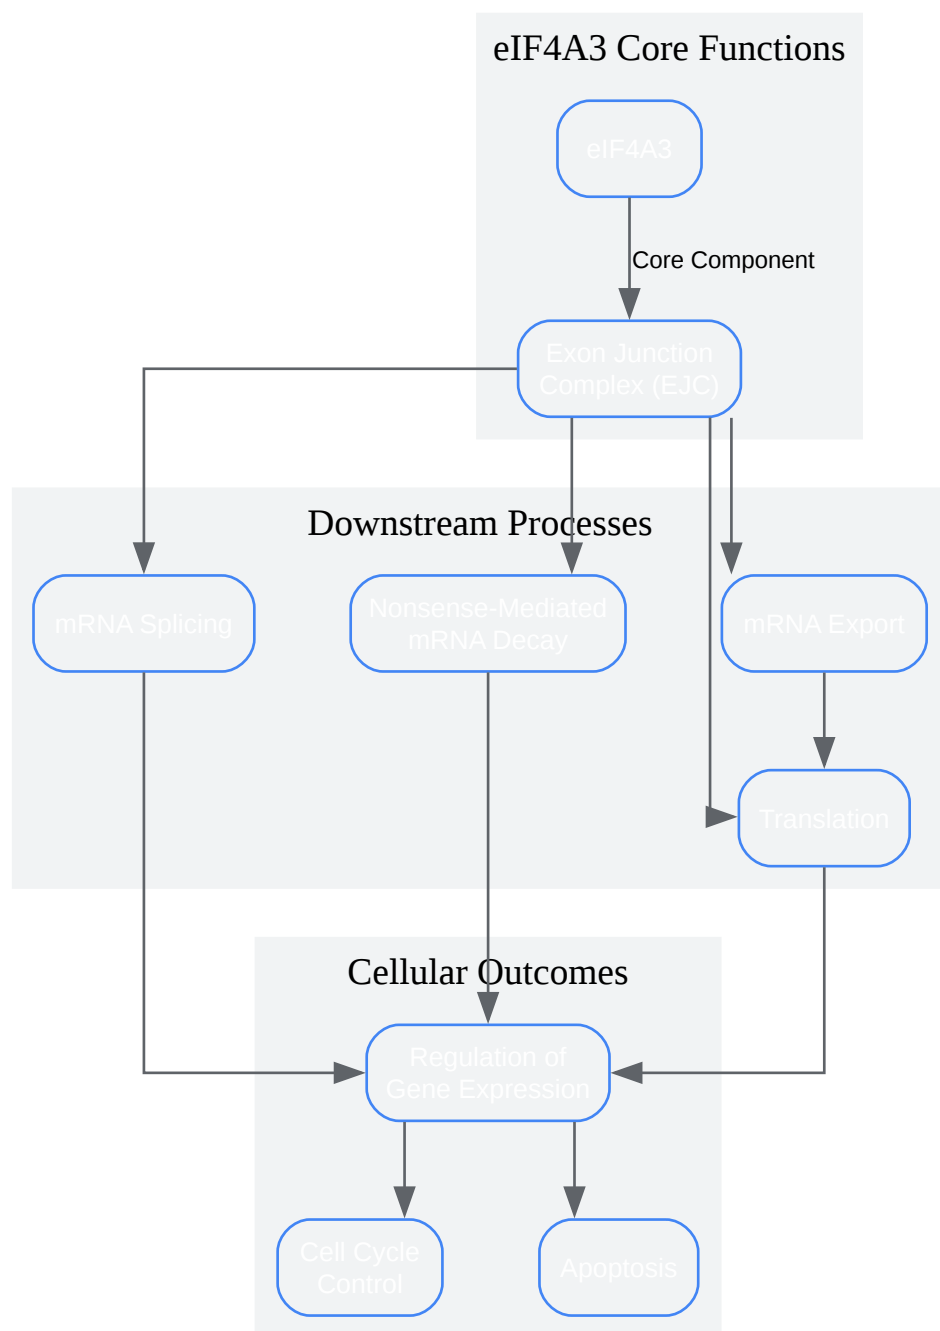 eIF4A3 Core Functions
eIF4A3
Core Component
Exon Junction
Complex (EJC)
Downstream Processes
mRNA Splicing
Nonsense-Mediated
mRNA Decay
mRNA Export
Translation
Cellular Outcomes
Regulation of
Gene Expression
Cell Cycle
Control
Apoptosis